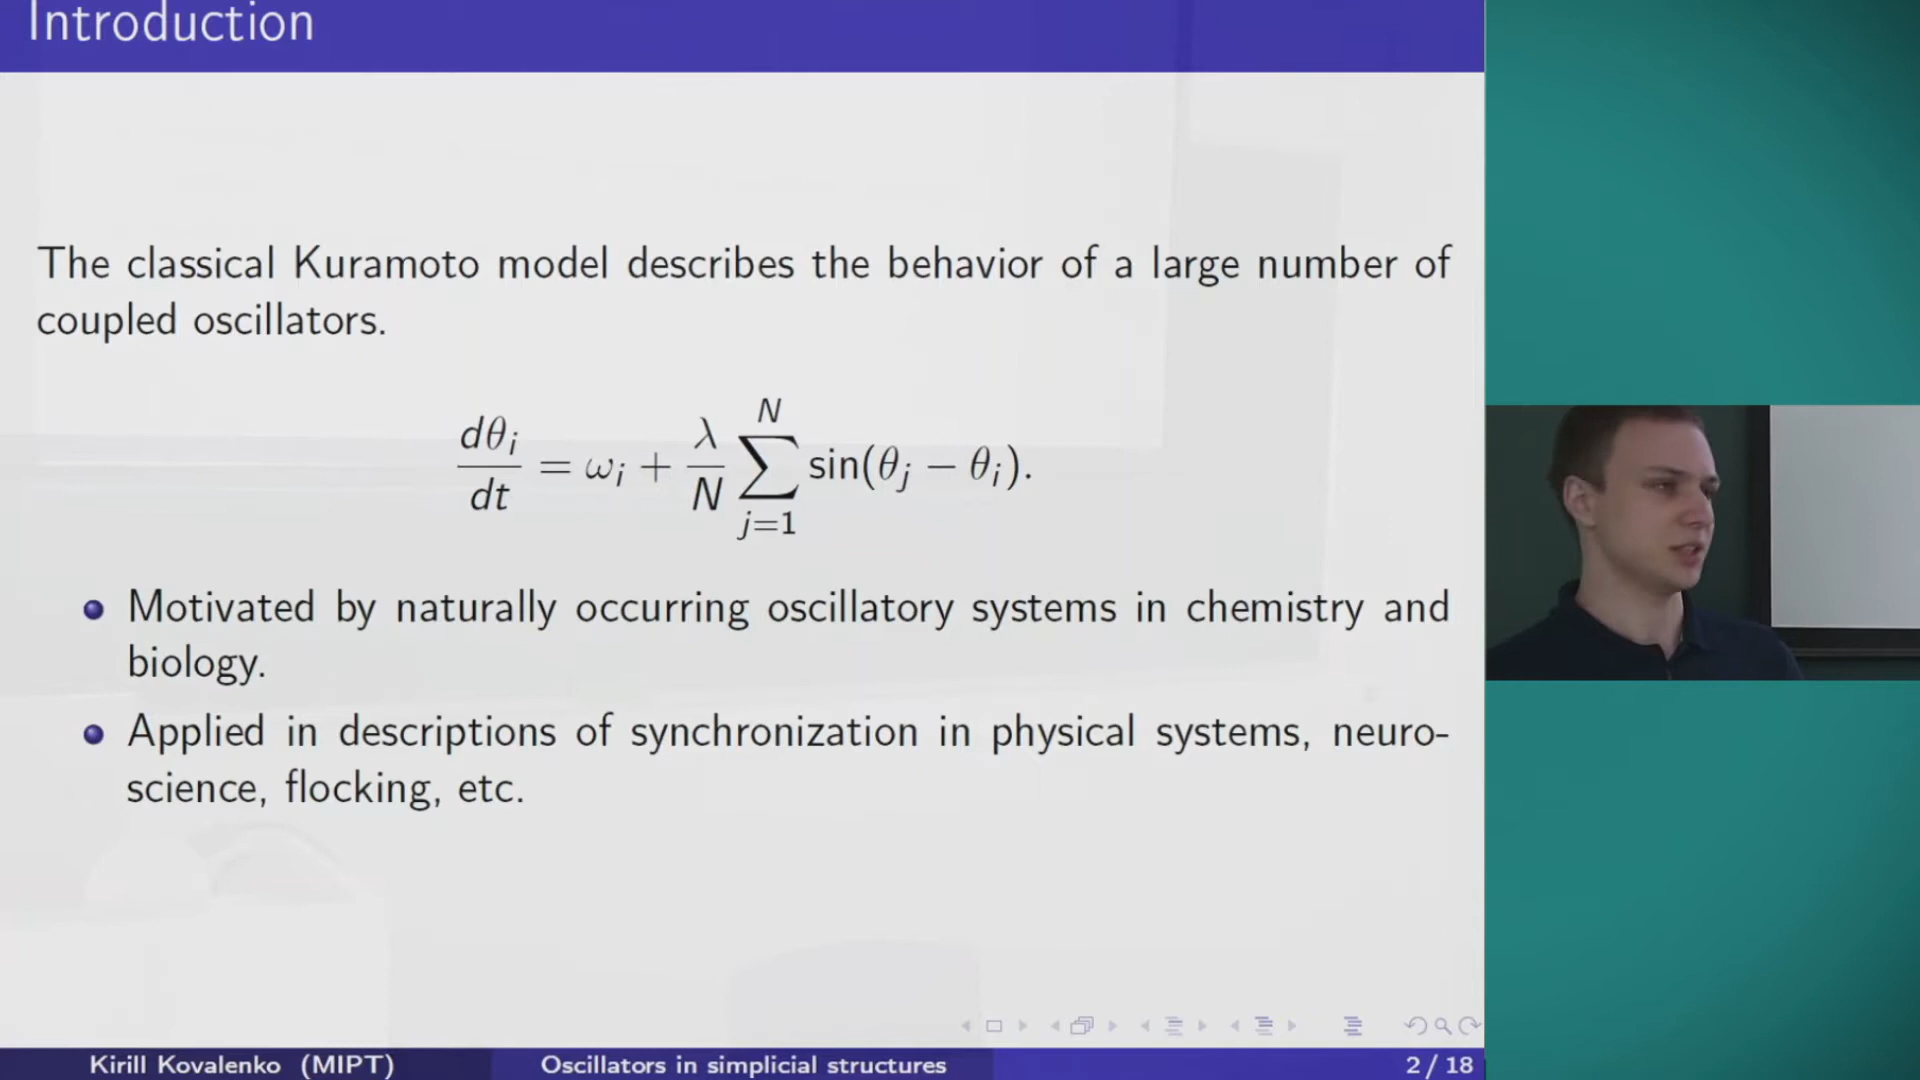 Introduction
The classical Kuramoto model describes the behavior of a large number of
coupled oscillators.
dθ_i/dt = ω_i + λ/N ∑_{j=1}^{N} sin(θ_j − θ_i).
Motivated by naturally occurring oscillatory systems in chemistry and
biology.
Applied in descriptions of synchronization in physical systems, neuro-
science, flocking, etc.
Kirill Kovalenko (MIPT) Oscillators in simplicial structures 2 / 18